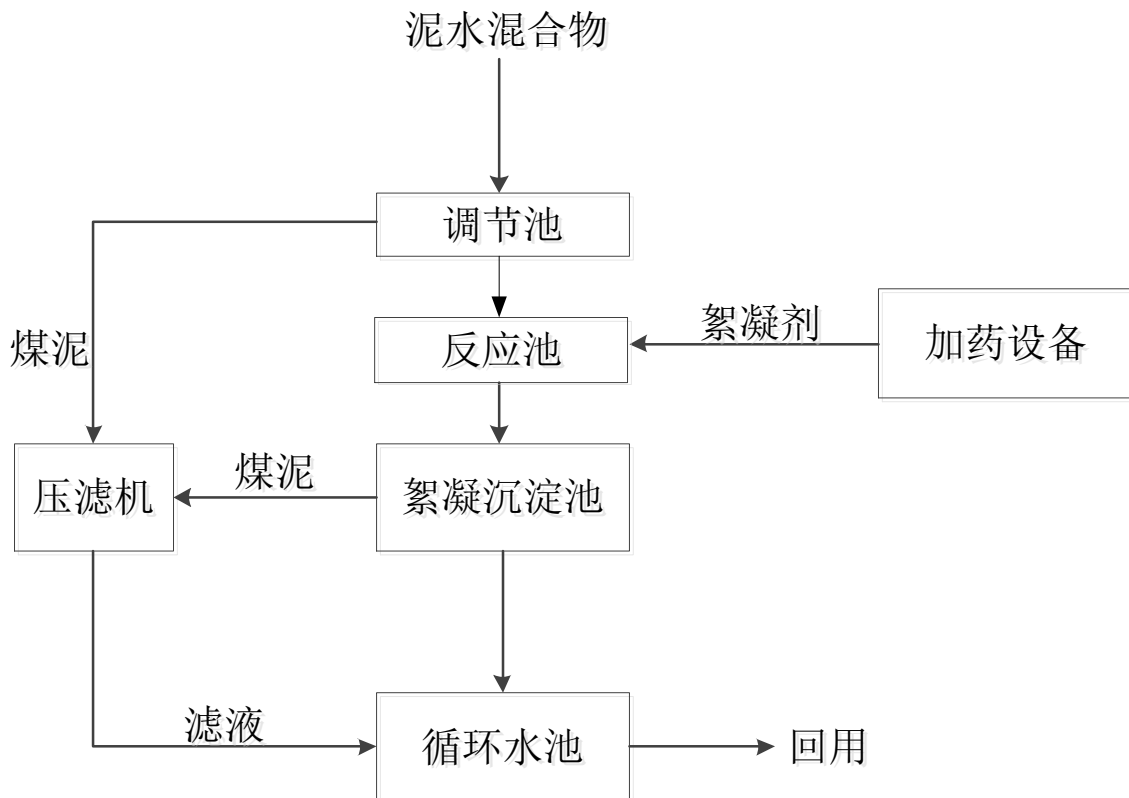 泥水混合物
调节池
煤泥
反应池
絮凝剂
加药设备
压滤机
煤泥
絮凝沉淀池
滤液
循环水池
回用